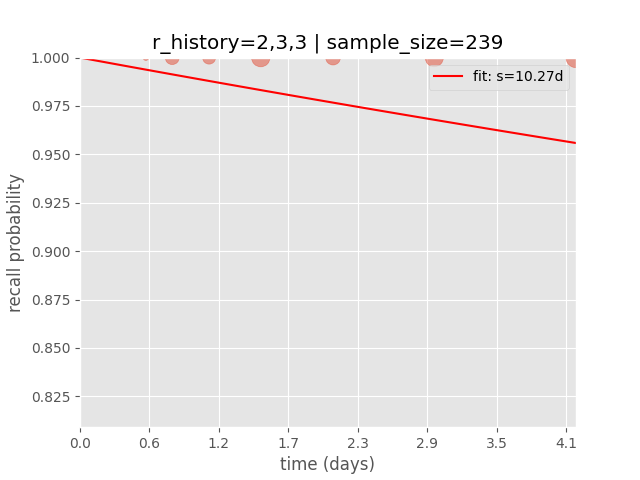 r_history=2,3,3 | sample_size=239
1.000
0.975
0.950
0.925
0.900
0.875
0.850
0.825
recall probability
fit: s=10.27d
0.0 0.6 1.2 1.7 2.3 2.9 3.5 4.1
time (days)